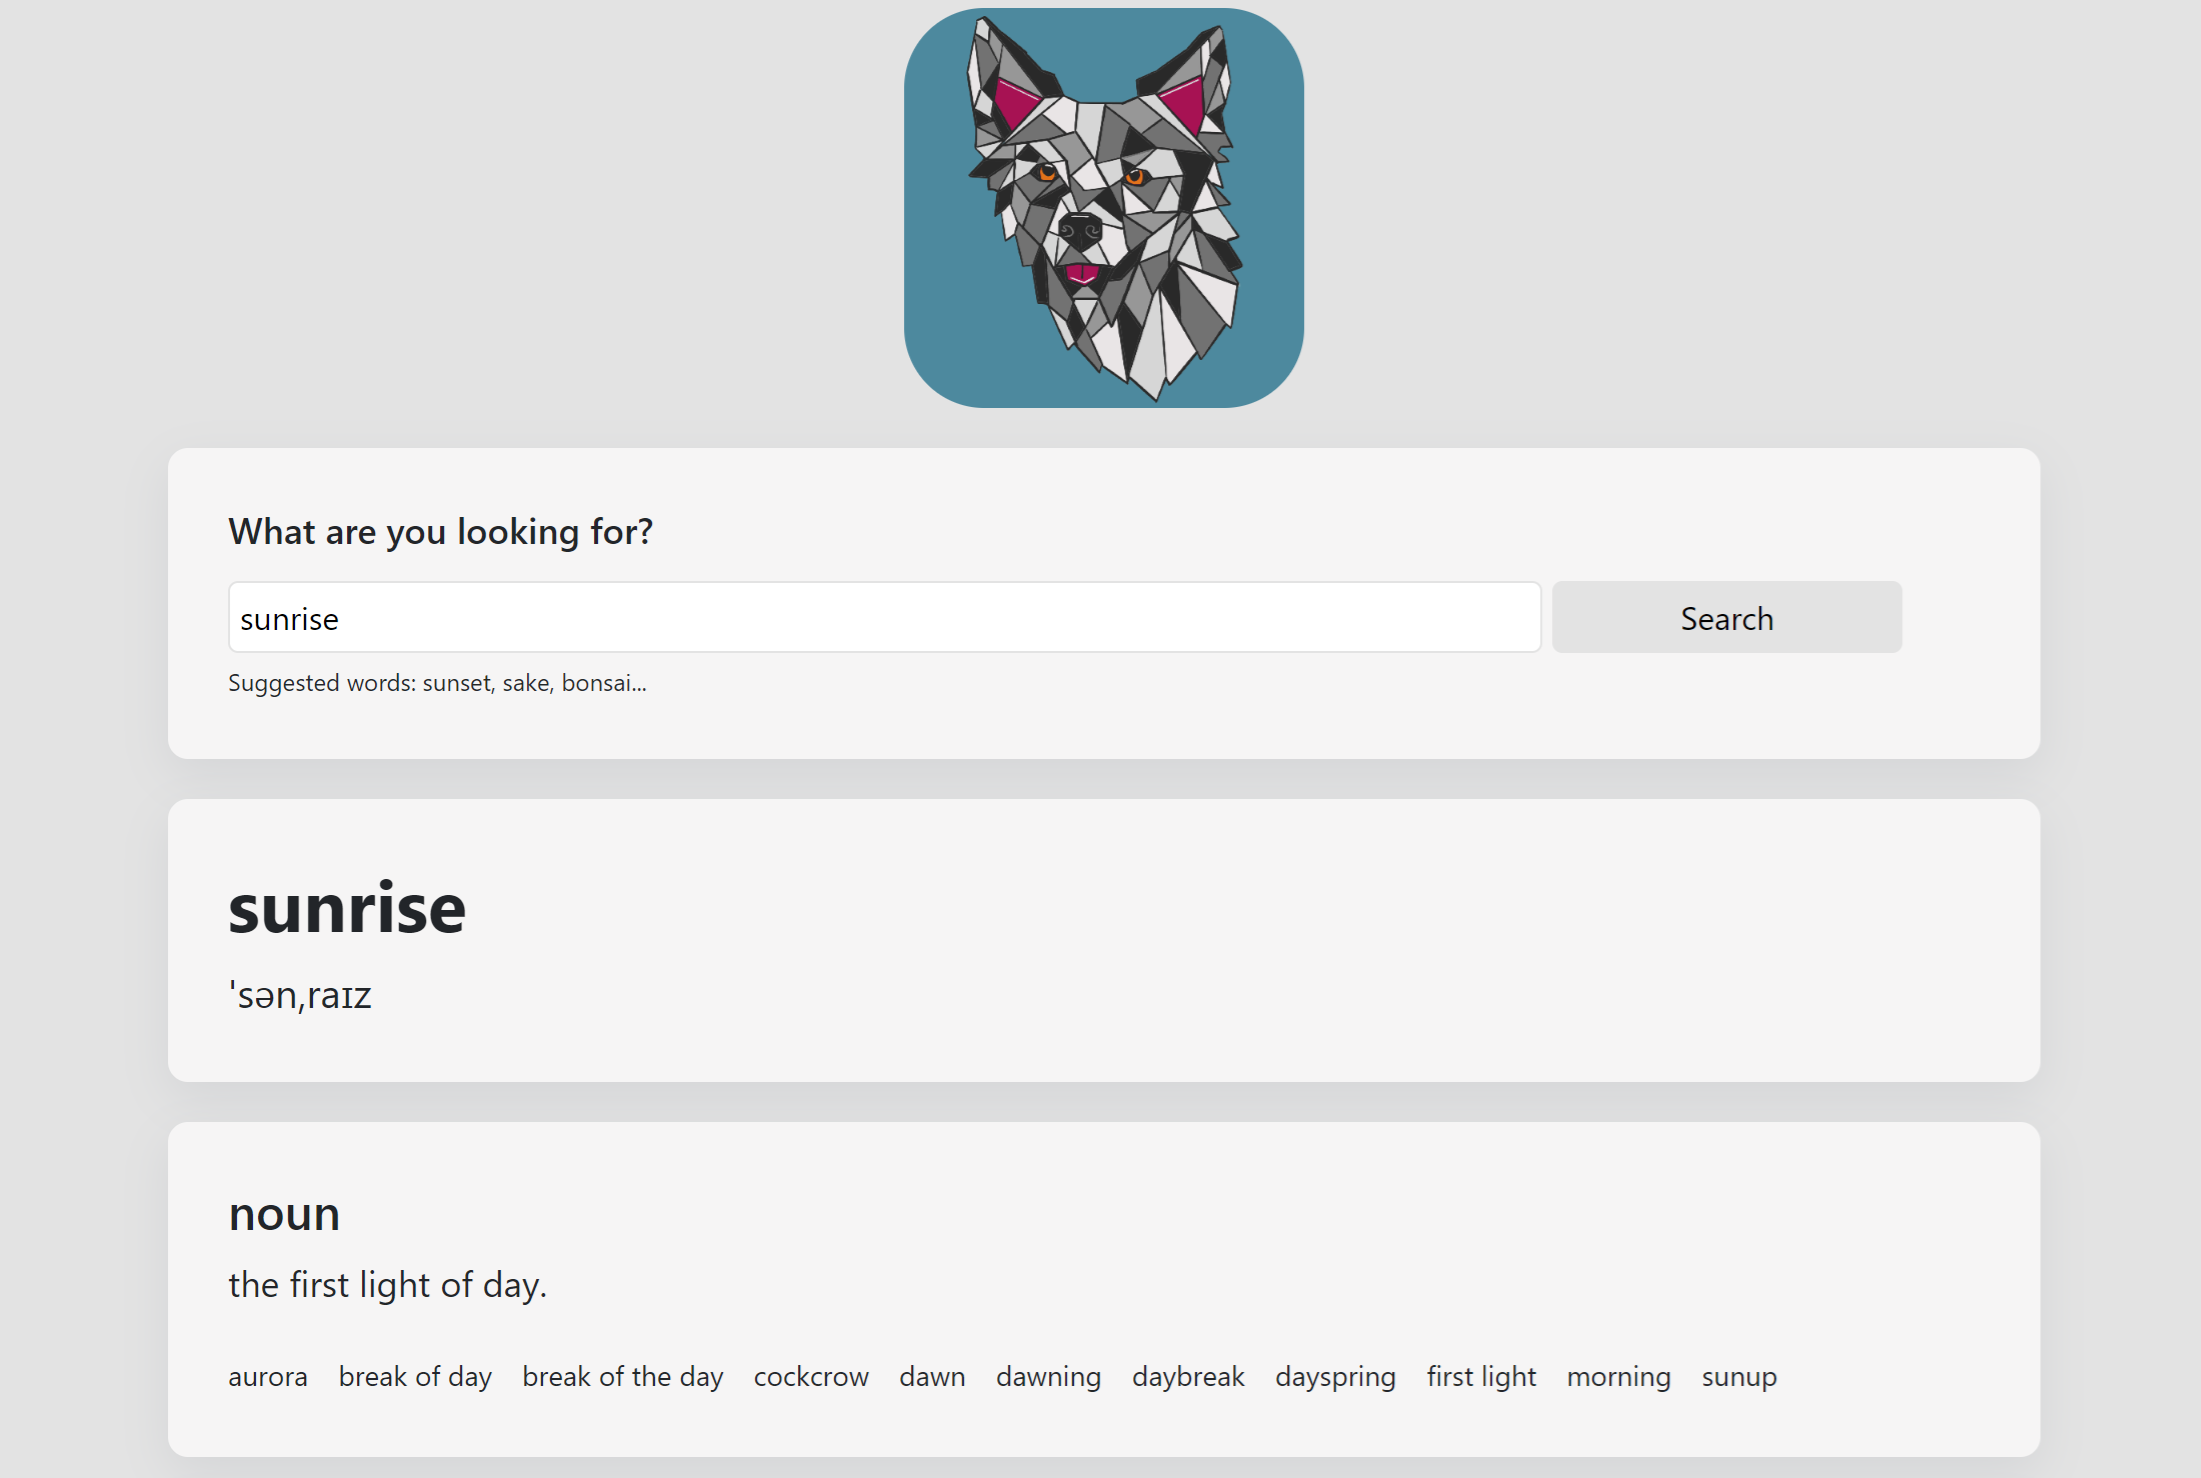 What are you looking for?
sunrise
Search
Suggested words: sunset, sake, bonsai...
sunrise
ˈsən,raɪz
noun
the first light of day.
aurora break of day break of the day cockcrow dawn dawning daybreak dayspring first light morning sunup